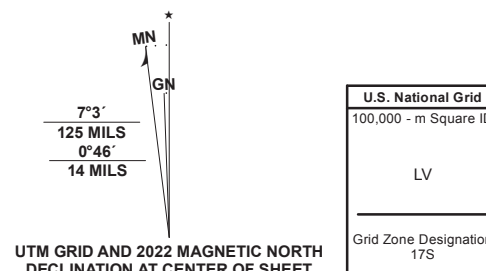 ★
MN
GN
7°3´
125 MILS
0°46´
14 MILS
UTM GRID AND 2022 MAGNETIC NORTH
DECLINATION AT CENTER OF SHEET
U.S. National Grid
100,000 - m Square ID
LV
Grid Zone Designation
17S